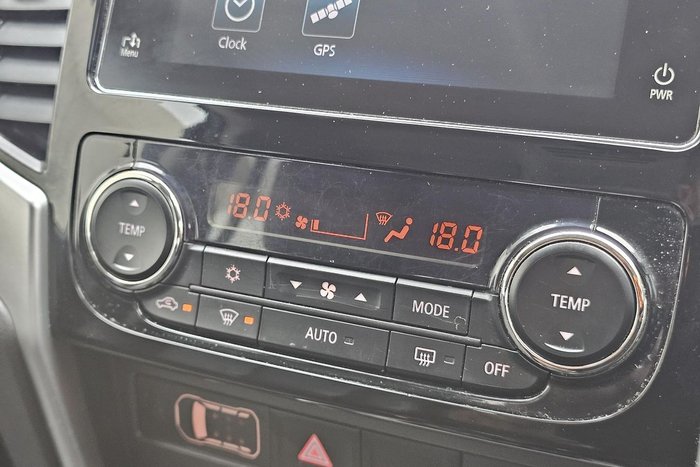 Clock
GPS
Menu
PWR
18.0
18.0
TEMP
TEMP
MODE
AUTO
OFF